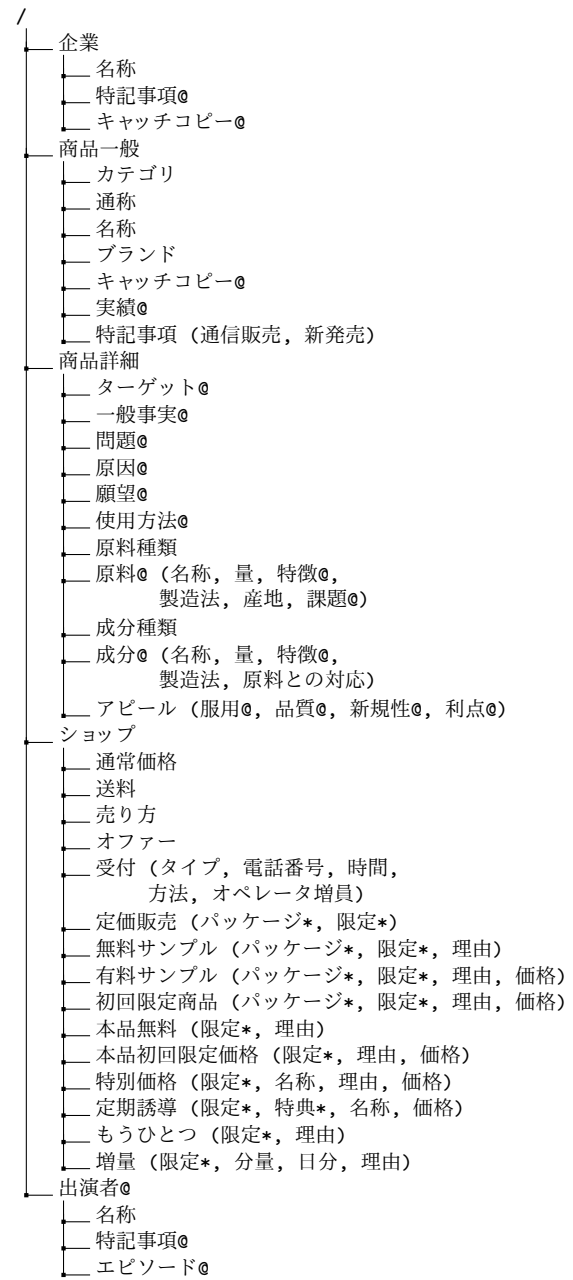 /
企業
名称
特記事項@
キャッチコピー@
商品一般
カテゴリ
通称
名称
ブランド
キャッチコピー@
実績@
特記事項 (通信販売, 新発売)
商品詳細
ターゲット@
一般事実@
問題@
原因@
願望@
使用方法@
原料種類
原料@ (名称, 量, 特徴@,
製造法, 産地, 課題@)
成分種類
成分@ (名称, 量, 特徴@,
製造法, 原料との対応)
アピール (服用@, 品質@, 新規性@, 利点@)
ショップ
通常価格
送料
売り方
オファー
受付 (タイプ, 電話番号, 時間,
方法, オペレータ増員)
定価販売 (パッケージ*, 限定*)
無料サンプル (パッケージ*, 限定*, 理由)
有料サンプル (パッケージ*, 限定*, 理由, 価格)
初回限定商品 (パッケージ*, 限定*, 理由, 価格)
本品無料 (限定*, 理由)
本品初回限定価格 (限定*, 理由, 価格)
特別価格 (限定*, 名称, 理由, 価格)
定期誘導 (限定*, 特典*, 名称, 価格)
もうひとつ (限定*, 理由)
増量 (限定*, 分量, 日分, 理由)
出演者@
名称
特記事項@
エピソード@